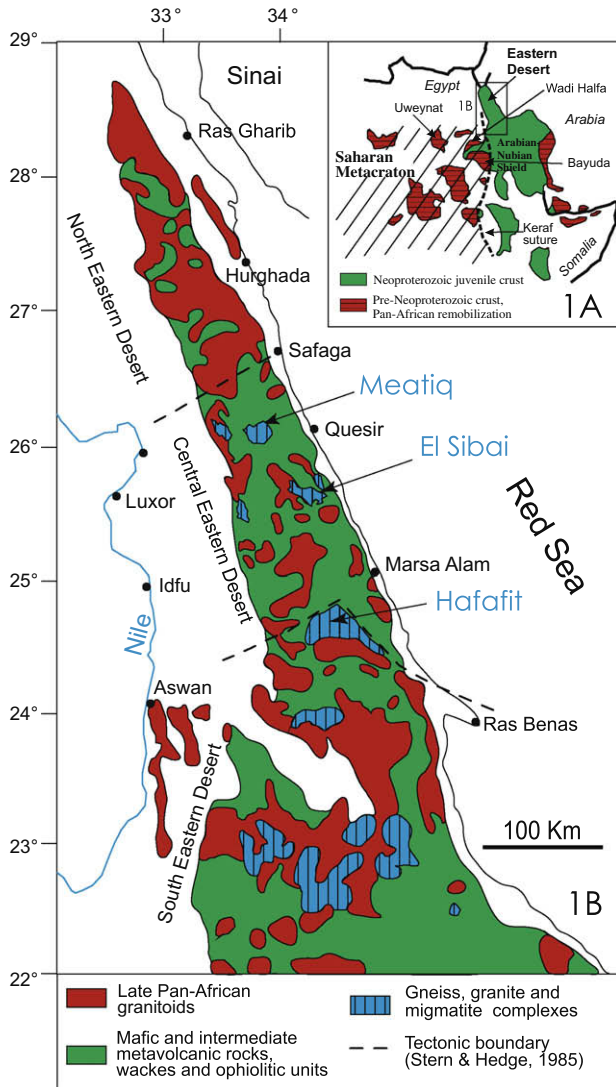 33°
34°
29°
28°
27°
26°
25°
24°
23°
22°
Sinai
Ras Gharib
Hurghada
North Eastern Desert
Safaga
Meatiq
Quesir
El Sibai
Central Eastern Desert
Luxor
Red Sea
Idfu
Marsa Alam
Hafafit
Nile
Aswan
Ras Benas
South Eastern Desert
100 Km
1B
Eastern
Desert
Egypt
1B
Wadi Halfa
Uweynat
Arabia
Saharan
Metacraton
Arabian-
Nubian
Shield
Bayuda
Keraf
suture
Somalia
Neoproterozoic juvenile crust
Pre-Neoproterozoic crust,
Pan-African remobilization
1A
Late Pan-African
granitoids
Mafic and intermediate
metavolcanic rocks,
wackes and ophiolitic units
Gneiss, granite and
migmatite complexes
Tectonic boundary
(Stern & Hedge, 1985)